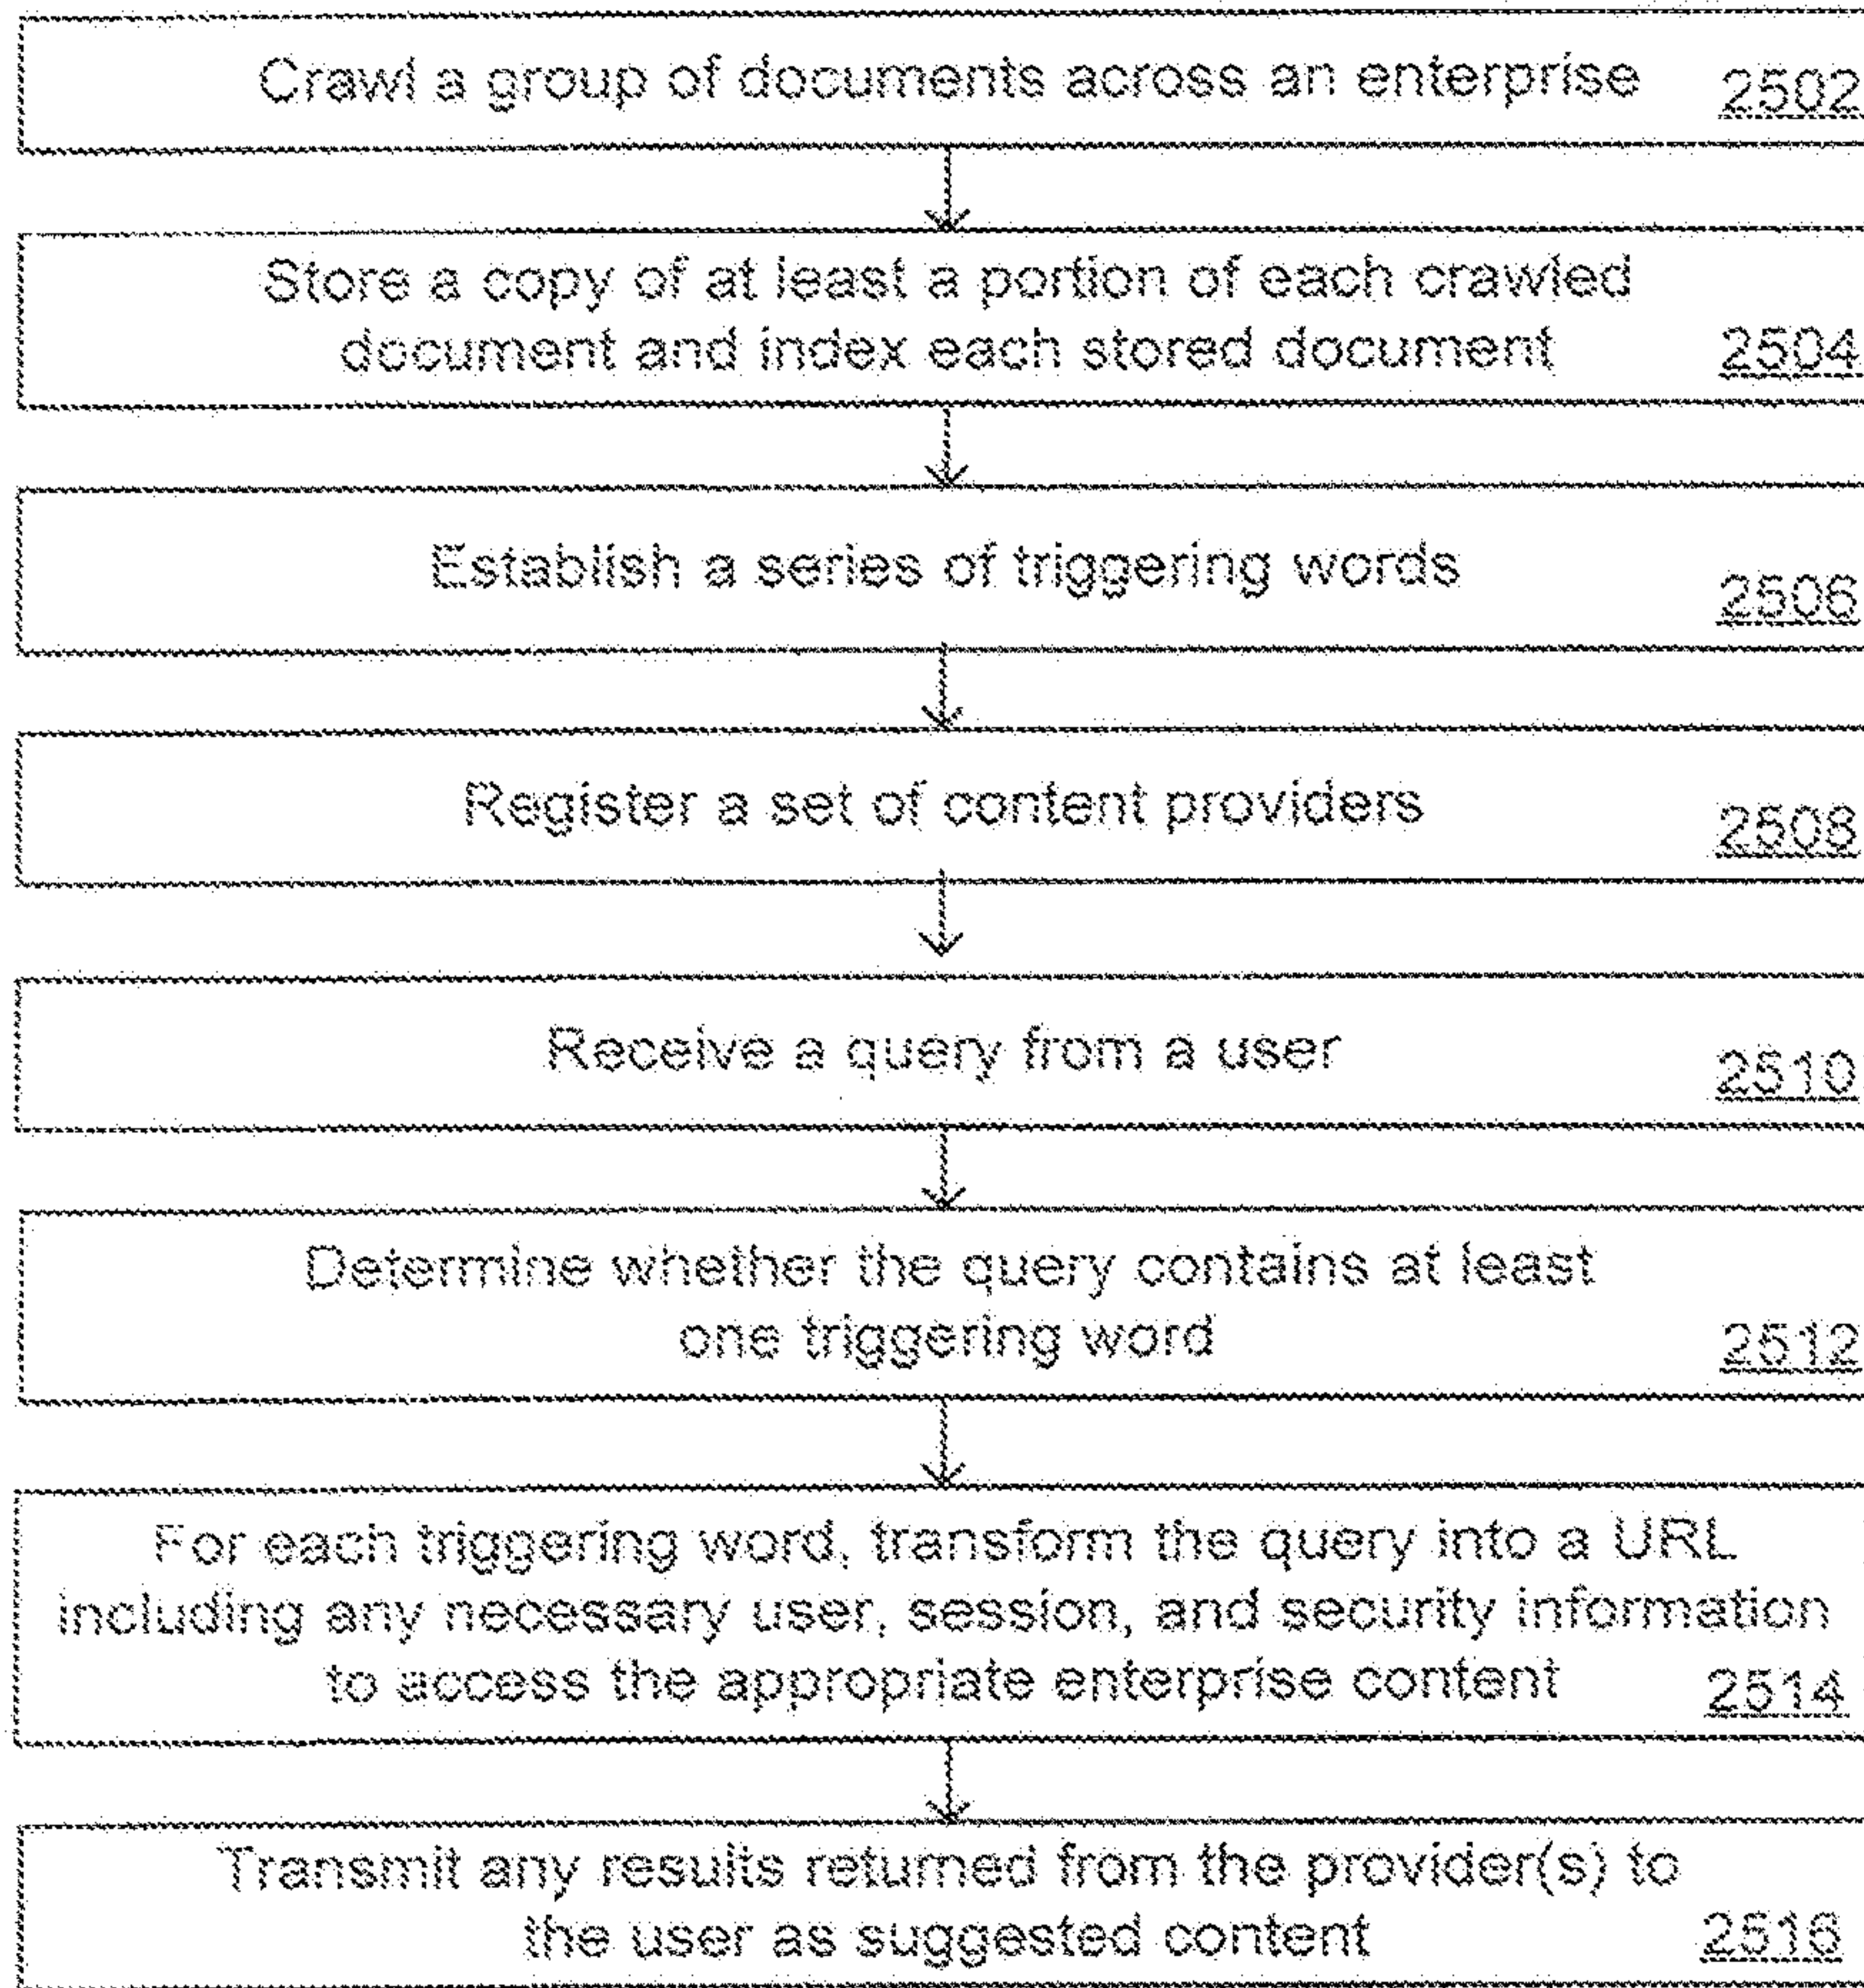 Crawl a group of documents across an enterprise 2502
Store a copy of at least a portion of each crawled
document and index each stored document 2504
Establish a series of triggering words
2506
Register a set of content providers
2508
Receive a query from a user
2510
Determine whether the query contains at least
one triggering word 2512
For each triggering word, transform the query into a URL
including any necessary user, session, and security information
to access the appropriate enterprise content 2514
Transmit any results returned from the provider(s) to
the user as suggested content 2516